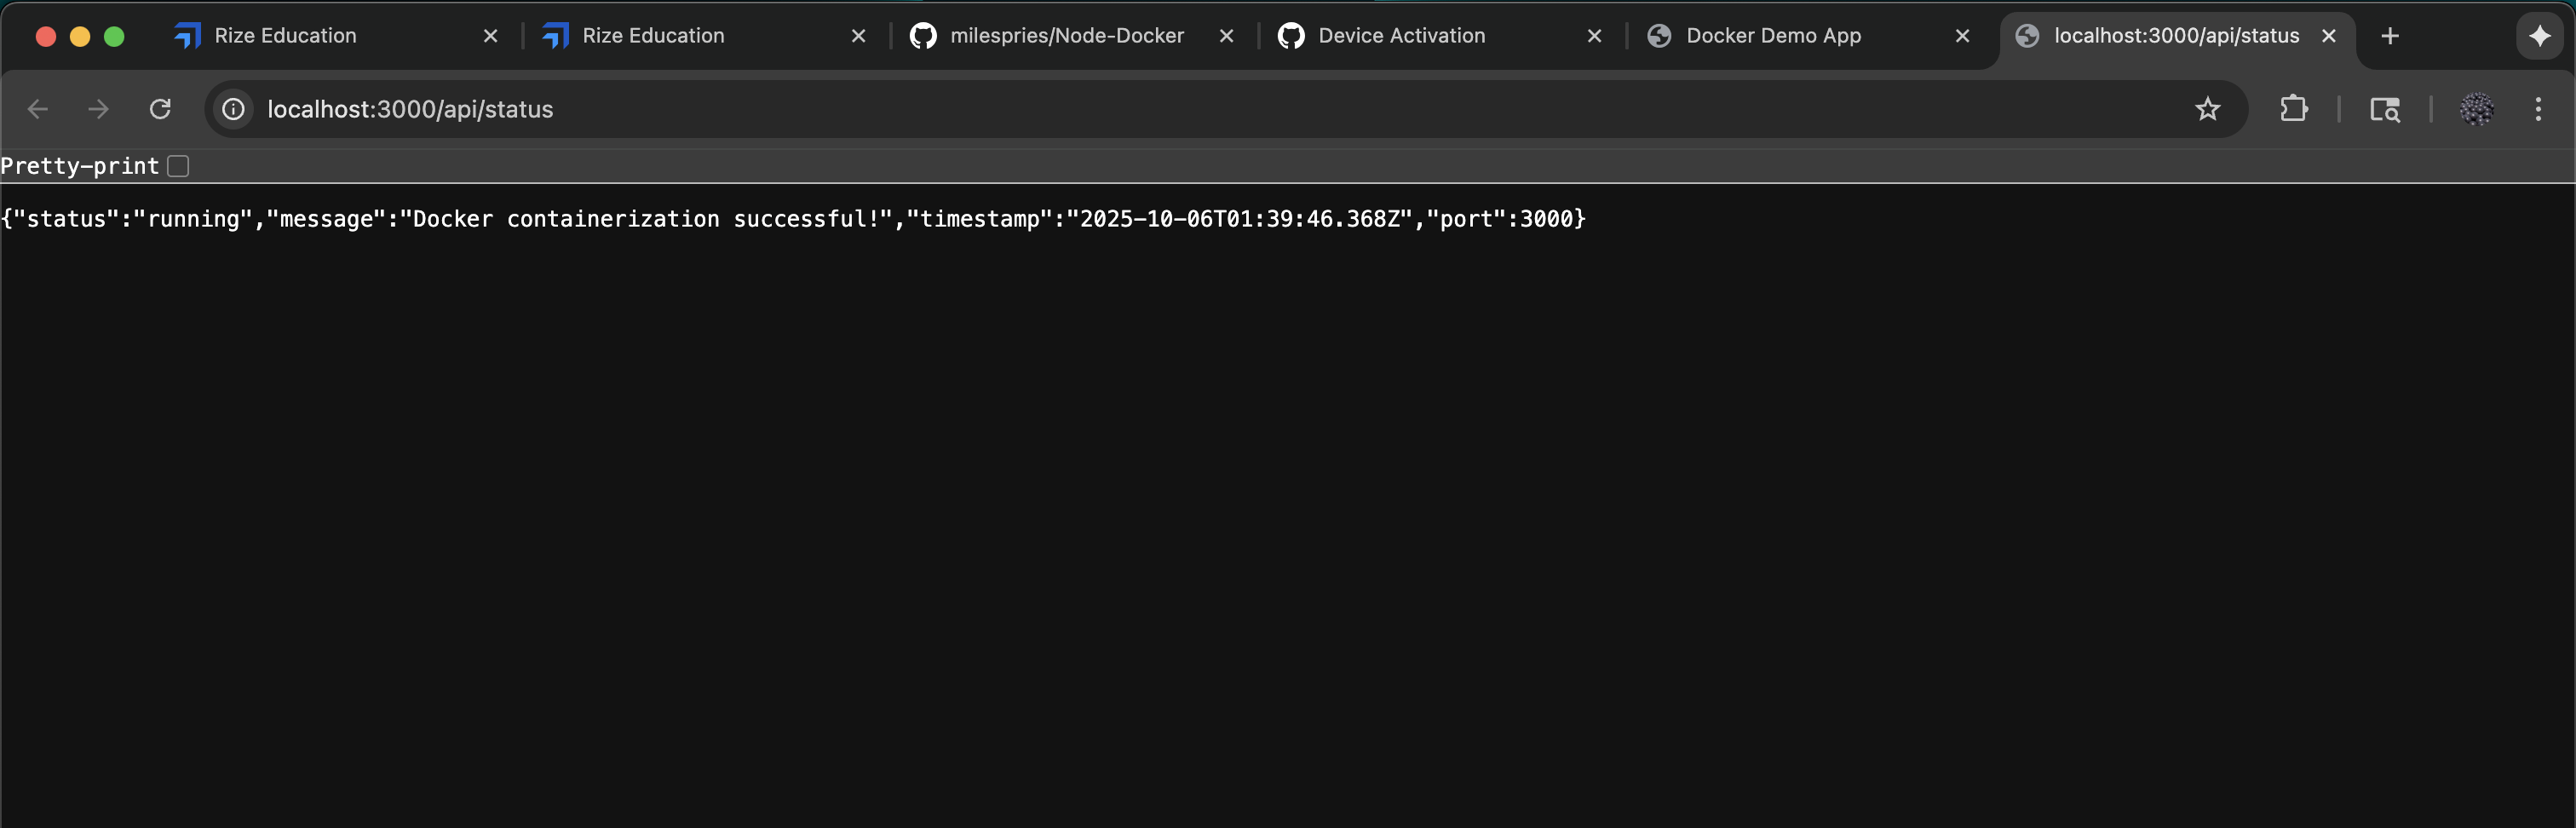 Rize Education
Rize Education
milespries/Node-Docker
Device Activation
Docker Demo App
localhost:3000/api/status
localhost:3000/api/status
Pretty-print
{"status":"running","message":"Docker containerization successful!","timestamp":"2025-10-06T01:39:46.368Z","port":3000}